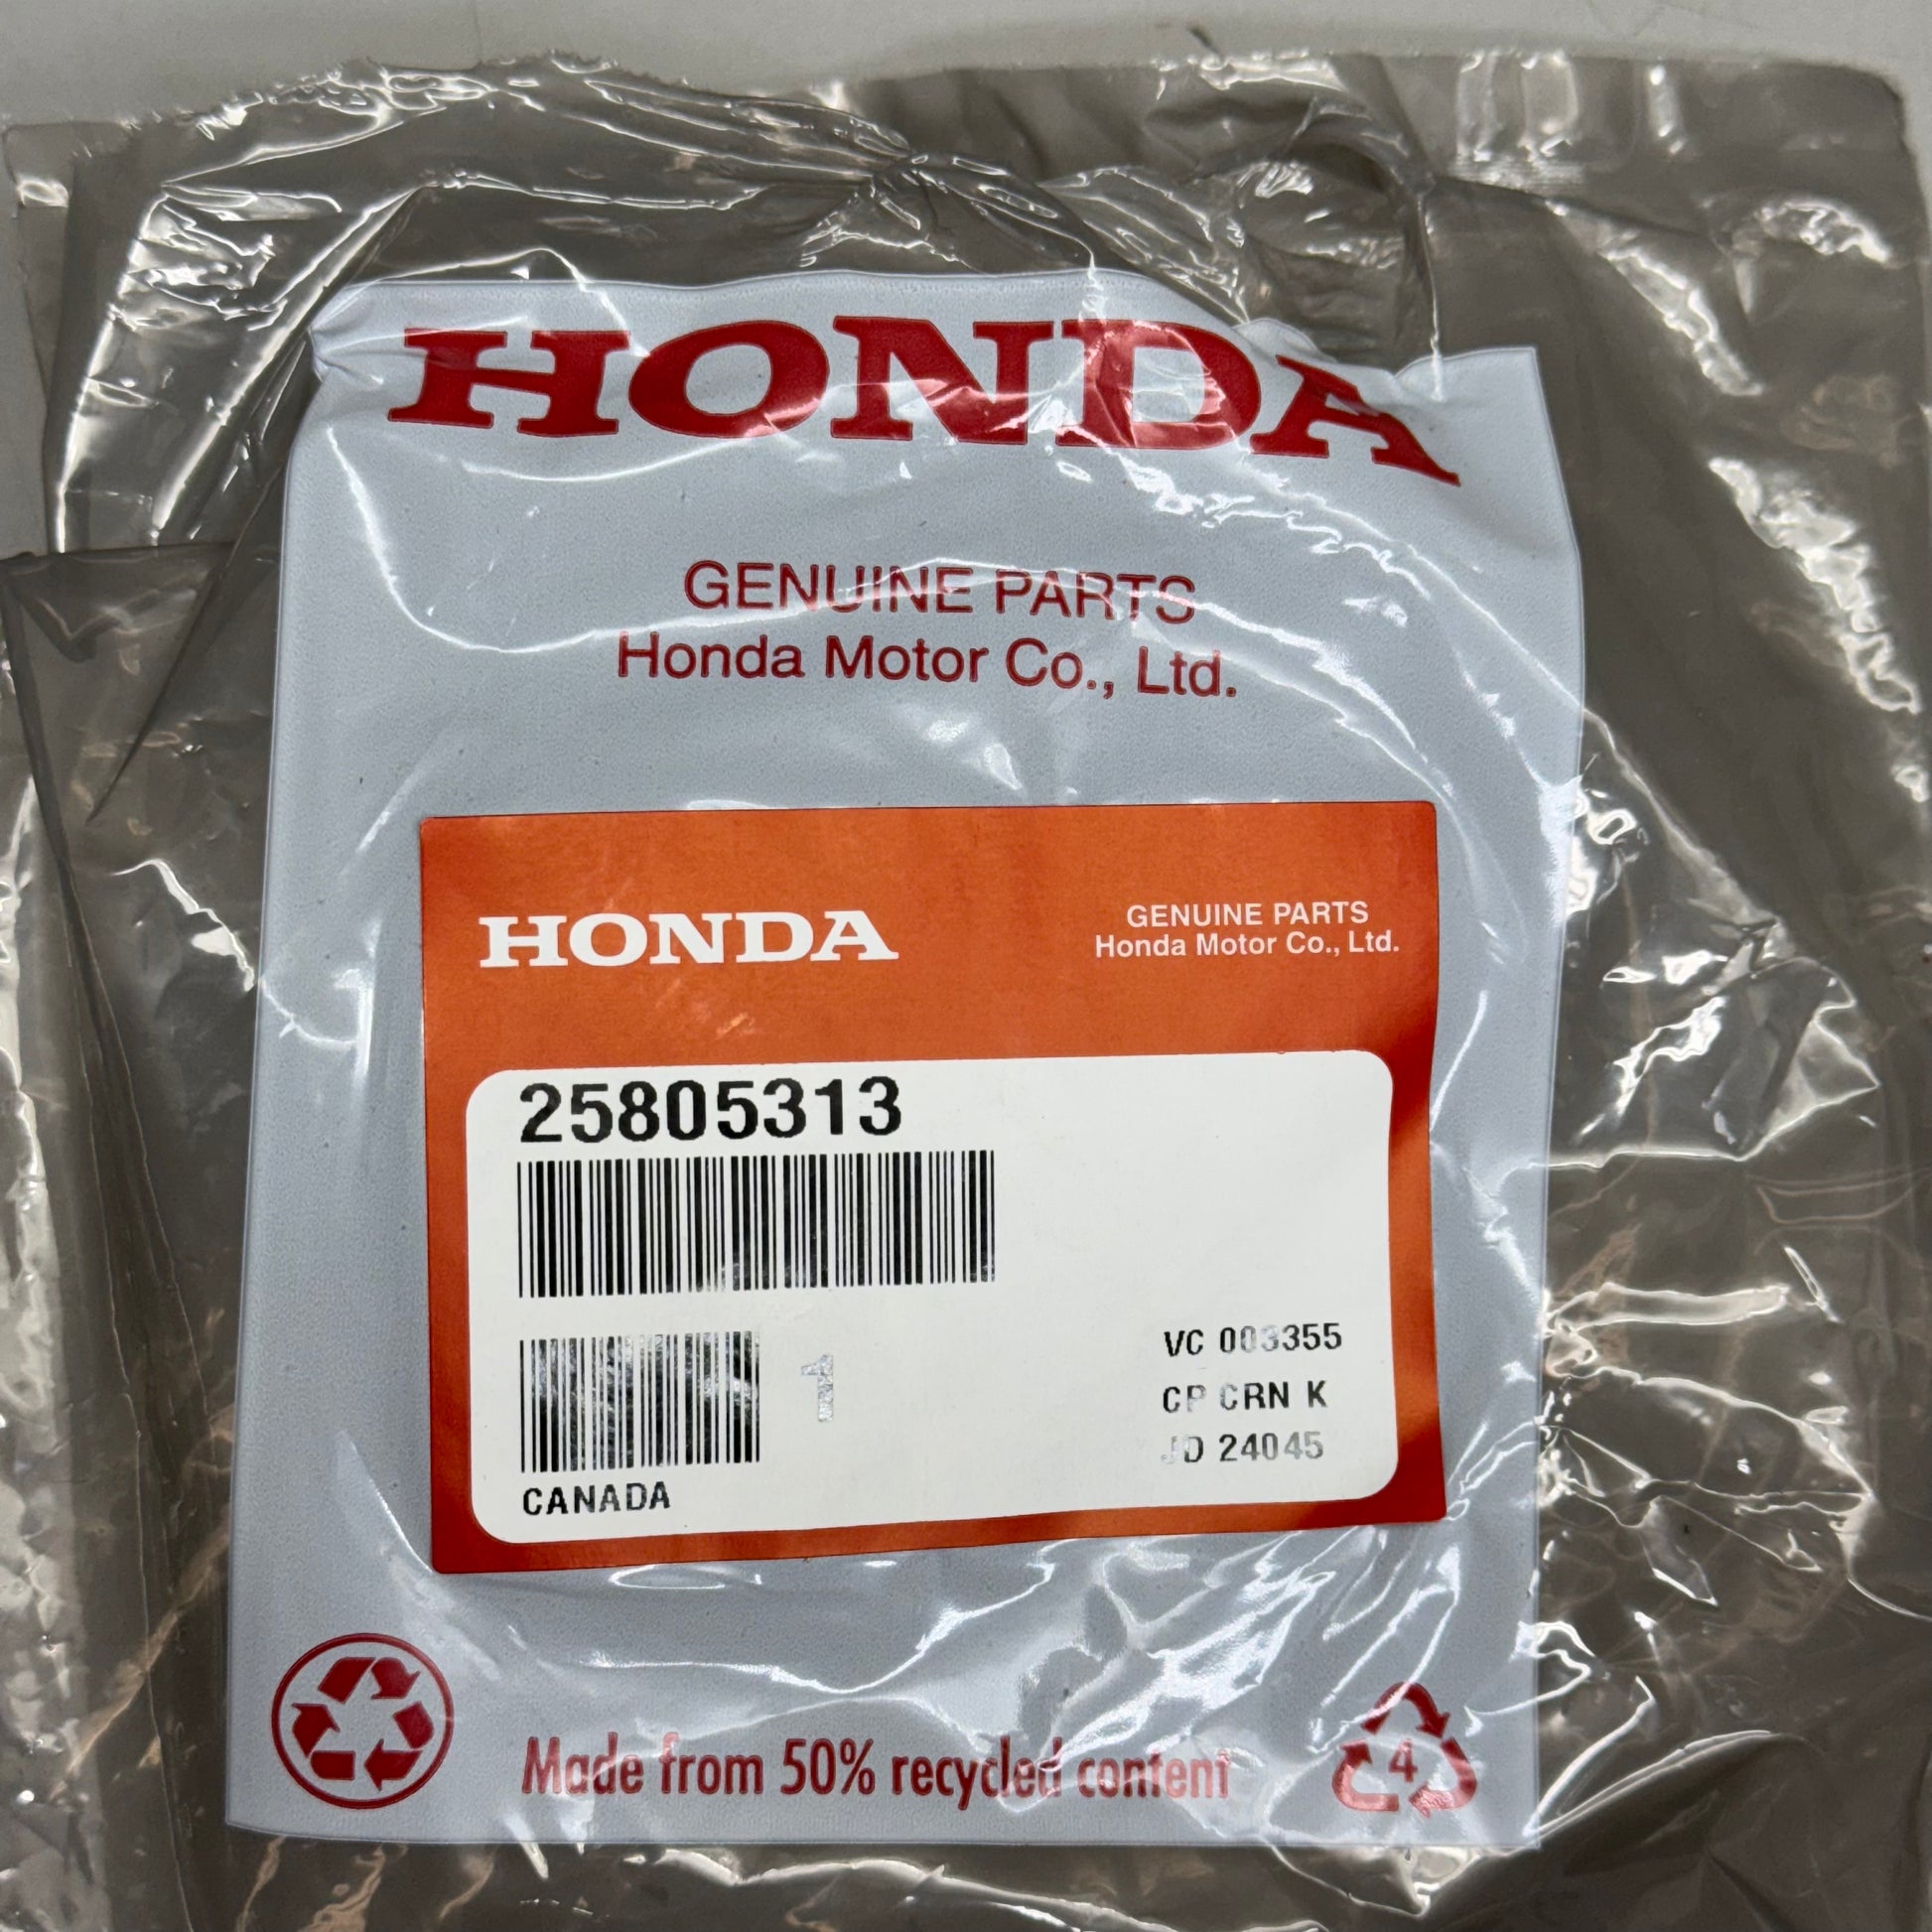 HONDA
GENUINE PARTS
Honda Motor Co., Ltd.
HONDA
GENUINE PARTS
Honda Motor Co., Ltd.
25805313
1
VC 003355
CP CRN K
JD 24045
CANADA
Made from 50% recycled content
4